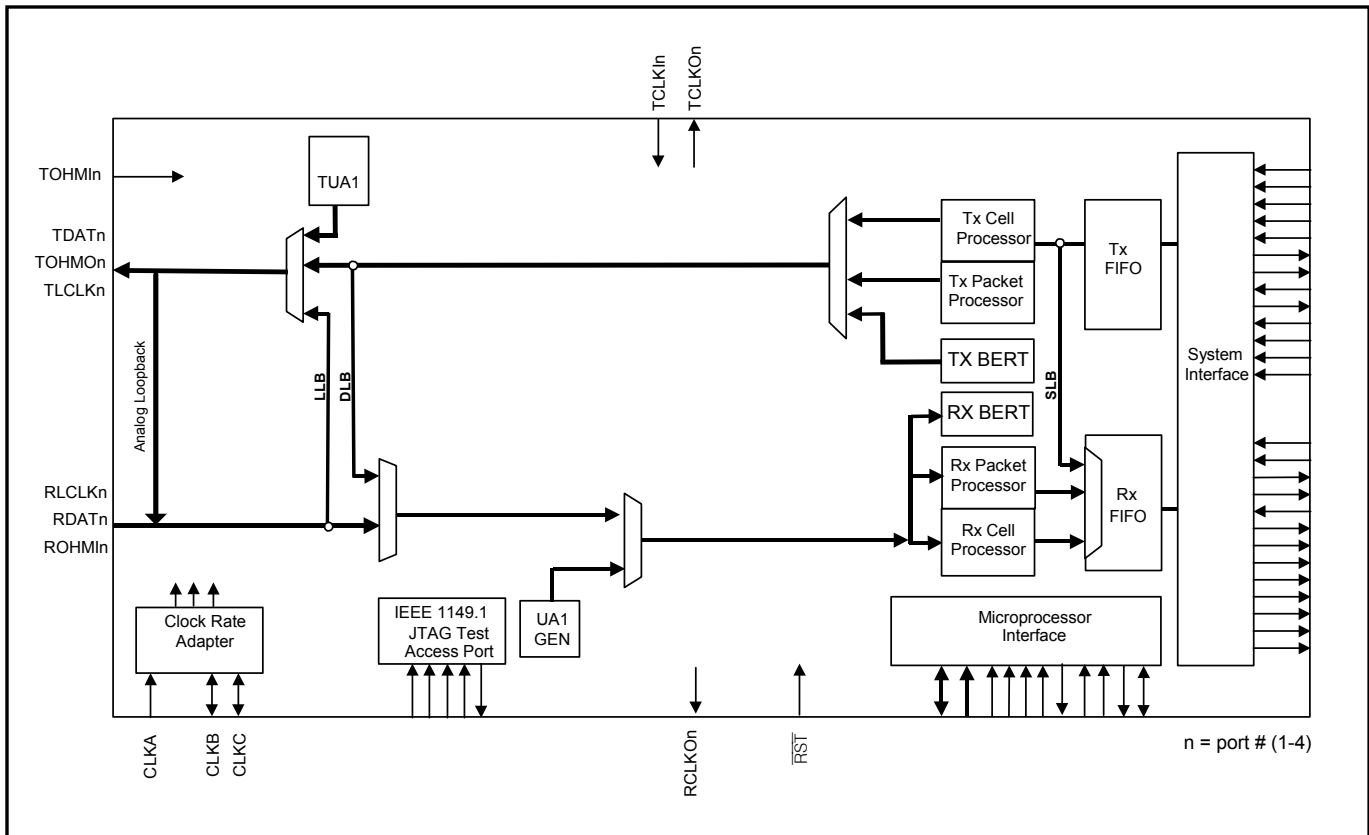 TCLKIn
TCLKOn
TOHMIn
TUA1
TDATn
TOHMOn
TLCLKn
Tx Cell
Processor
Tx
FIFO
Tx Packet
Processor
TX BERT
System
Interface
Analog Loopback
LLB
DLB
SLB
RX BERT
RLCLKn
RDATn
ROHMIn
Rx Packet
Processor
Rx
FIFO
Rx Cell
Processor
Clock Rate
Adapter
IEEE 1149.1
JTAG Test
Access Port
UA1
GEN
Microprocessor
Interface
CLKA
CLKB
CLKC
RCLKOn
RST
n = port # (1-4)